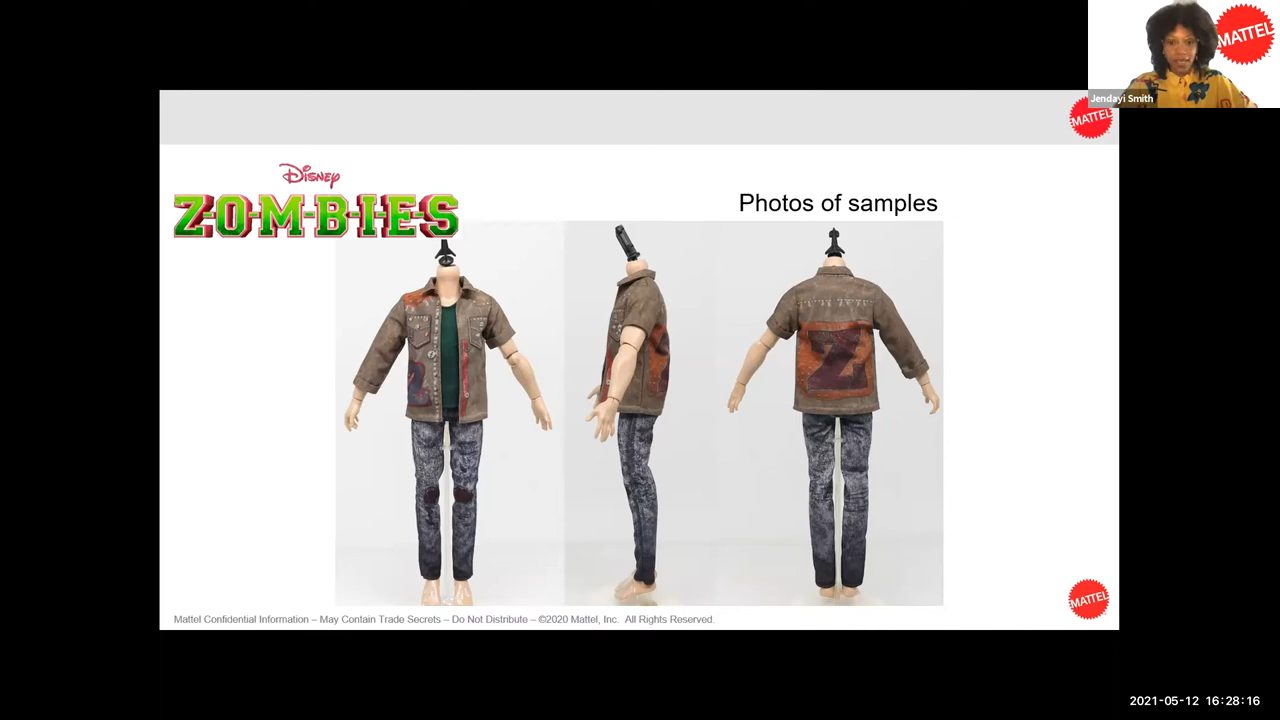 MATTEL
Jendayi Smith
MATTEL
DISNEY
Z-O-M-B-I-E-S
Photos of samples
Z
Mattel Confidential Information – May Contain Trade Secrets – Do Not Distribute – ©2020 Mattel, Inc.  All Rights Reserved.
MATTEL
2021-05-12 16:28:16